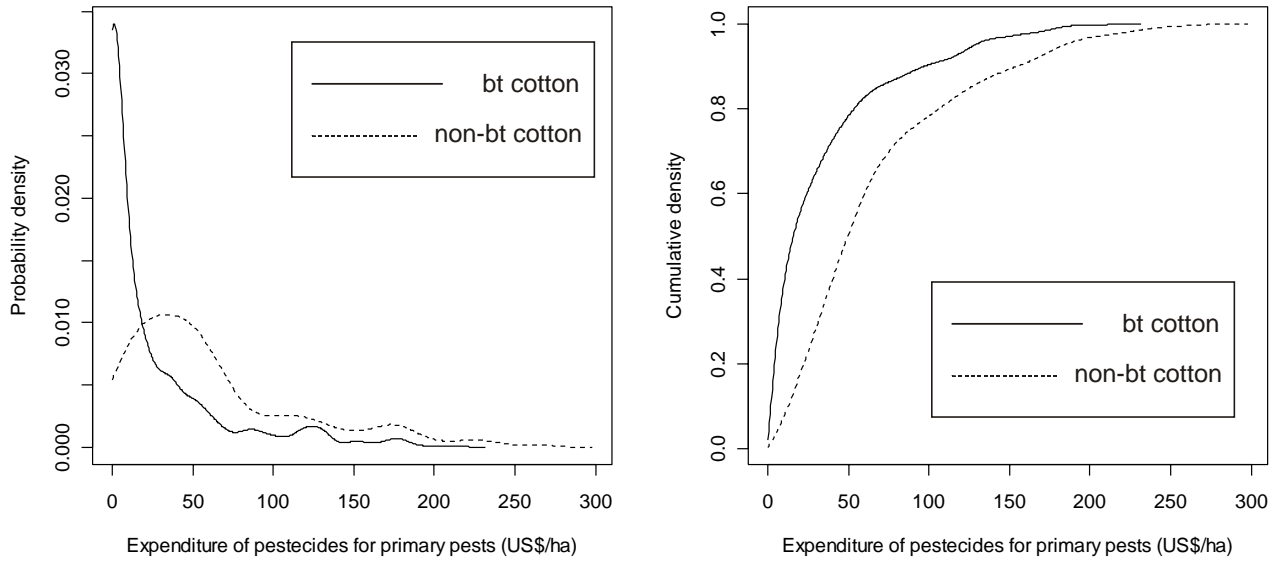 Probability density
0.000
0.010
0.020
0.030
bt cotton
non-bt cotton
0 50 100 150 200 250 300
Expenditure of pestecides for primary pests (US$/ha)
Cumulative density
0.0
0.2
0.4
0.6
0.8
1.0
bt cotton
non-bt cotton
0 50 100 150 200 250 300
Expenditure of pestecides for primary pests (US$/ha)